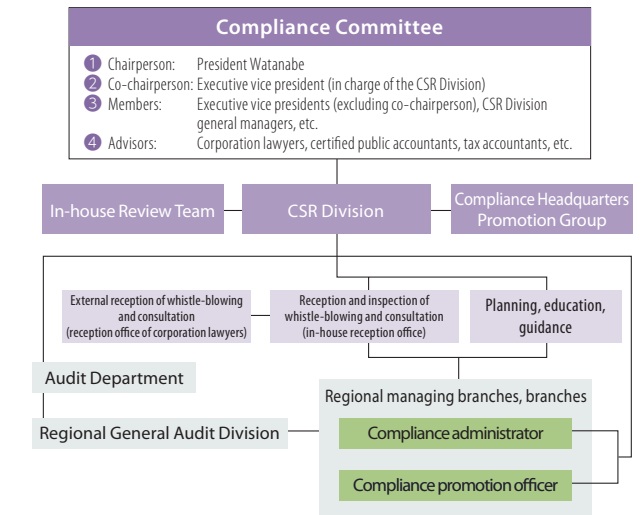 Compliance Committee
1 Chairperson: President Watanabe
2 Co-chairperson: Executive vice president (in charge of the CSR Division)
3 Members: Executive vice presidents (excluding co-chairperson), CSR Division
general managers, etc.
4 Advisors: Corporation lawyers, certified public accountants, tax accountants, etc.
In-house Review Team
CSR Division
Compliance Headquarters
Promotion Group
External reception of whistle-blowing
and consultation
(reception office of corporation lawyers)
Reception and inspection of
whistle-blowing and consultation
(in-house reception office)
Planning, education,
guidance
Audit Department
Regional General Audit Division
Regional managing branches, branches
Compliance administrator
Compliance promotion officer